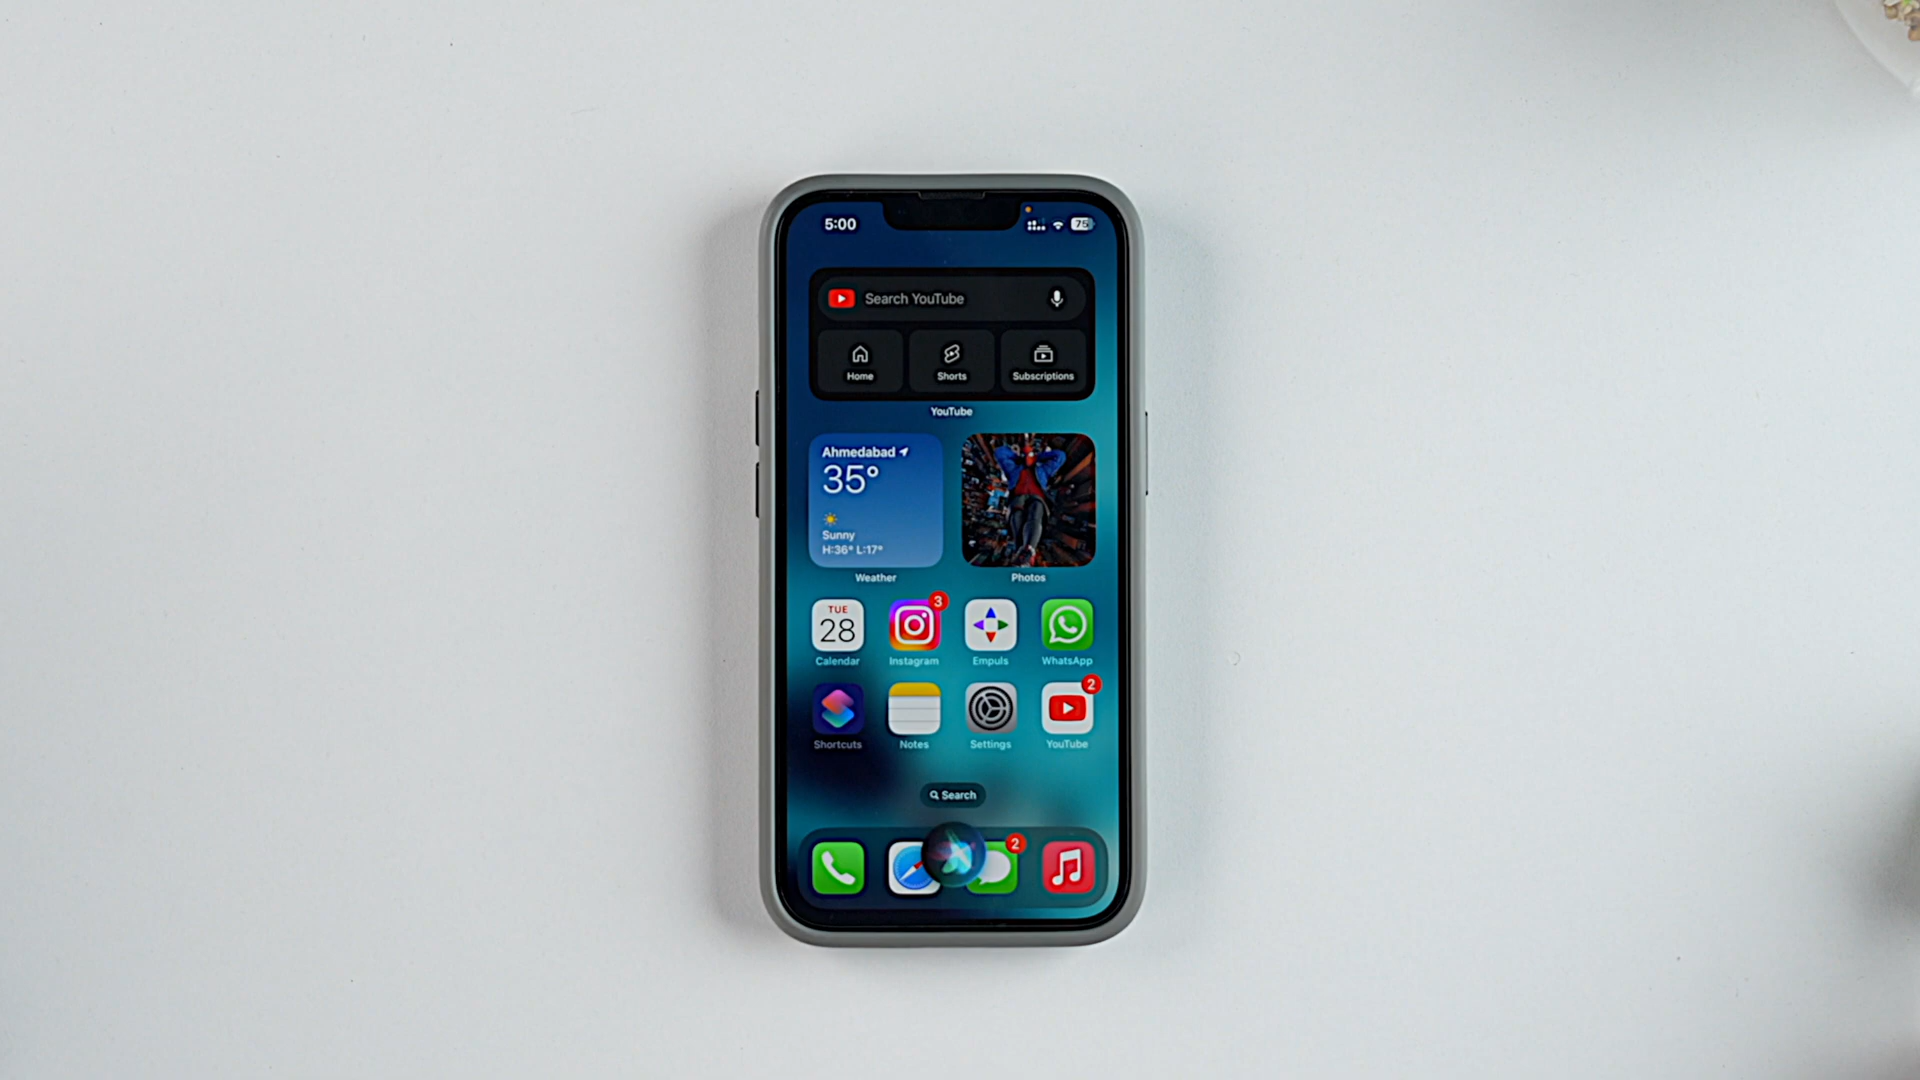 5:00
75
Search YouTube
Home
Shorts
Subscriptions
YouTube
Ahmedabad
35°
Sunny
H:36° L:17°
Weather
Photos
TUE
28
3
Calendar
Instagram
Empuls
WhatsApp
2
Shortcuts
Notes
Settings
YouTube
Search
2